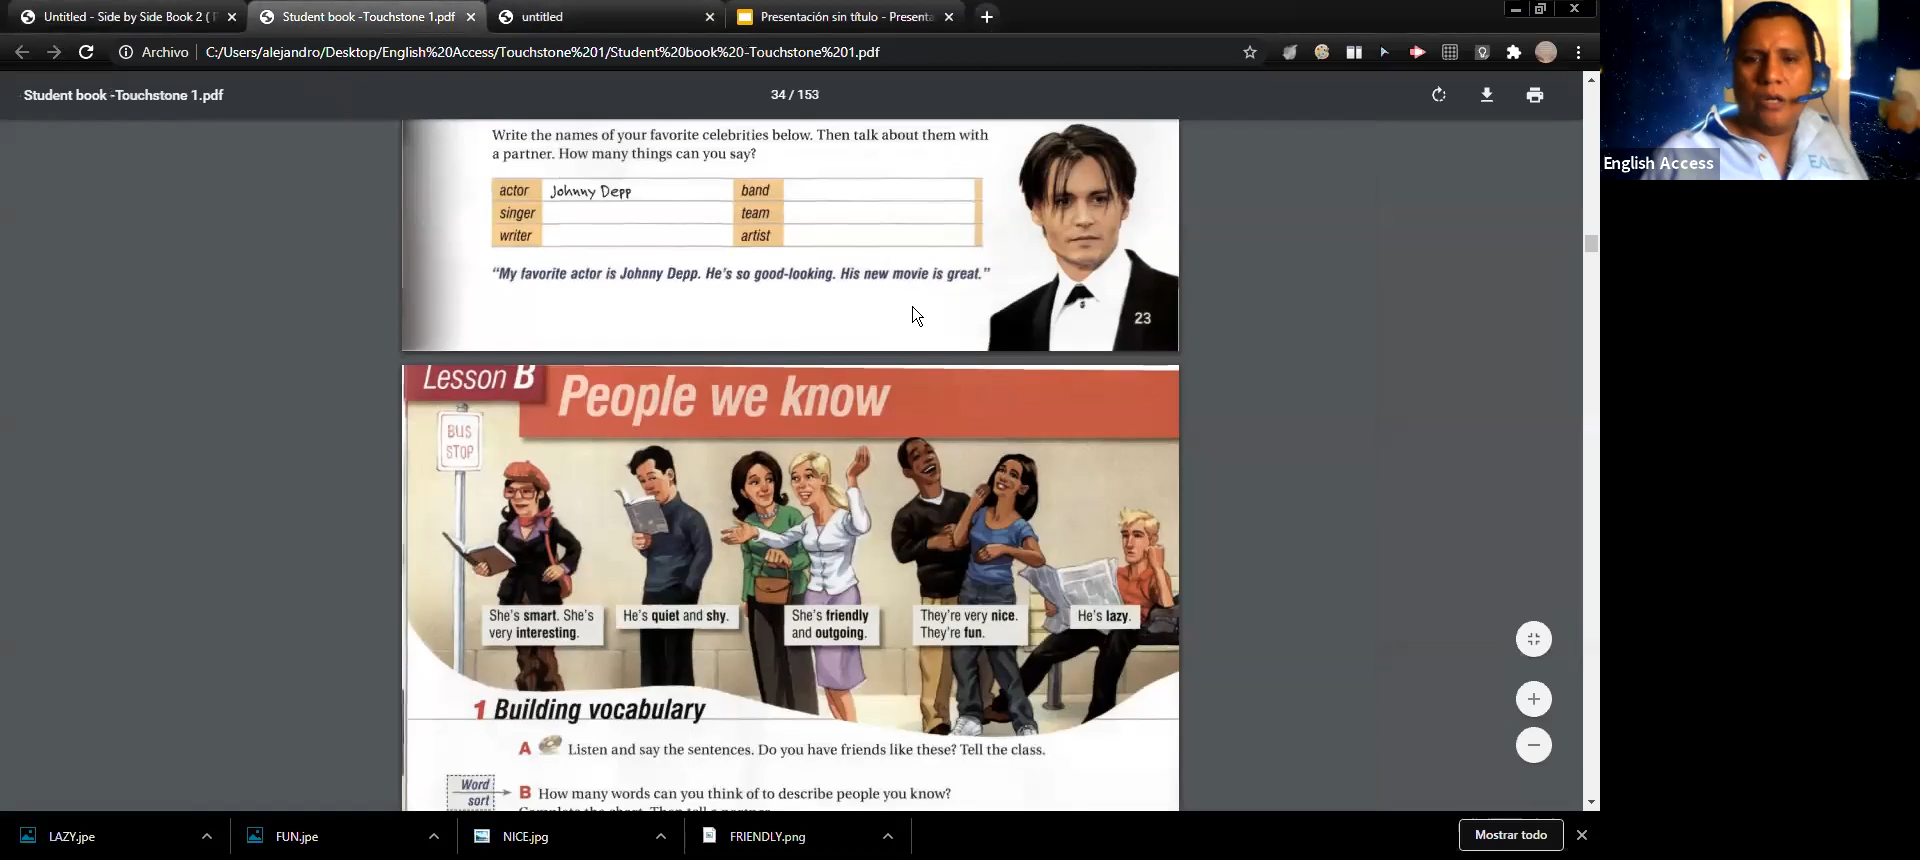 Untitled - Side by Side Book 2 (
Student book -Touchstone 1.pdf
untitled
Presentación sin título - Presenta
Archivo
C:/Users/alejandro/Desktop/English%20Access/Touchstone%201/Student%20book%20-Touchstone%201.pdf
Student book -Touchstone 1.pdf
34 / 153
English Access
Write the names of your favorite celebrities below. Then talk about them with
a partner. How many things can you say?
actor Johnny Depp band
singer team
writer artist
“My favorite actor is Johnny Depp. He’s so good-looking. His new movie is great.”
23
Lesson B People we know
BUS
STOP
She’s smart. She’s
very interesting.
He’s quiet and shy.
She’s friendly
and outgoing.
They’re very nice.
They’re fun.
He’s lazy.
1 Building vocabulary
A Listen and say the sentences. Do you have friends like these? Tell the class.
Word
sort
B How many words can you think of to describe people you know?
LAZY.jpe
FUN.jpe
NICE.jpg
FRIENDLY.png
Mostrar todo